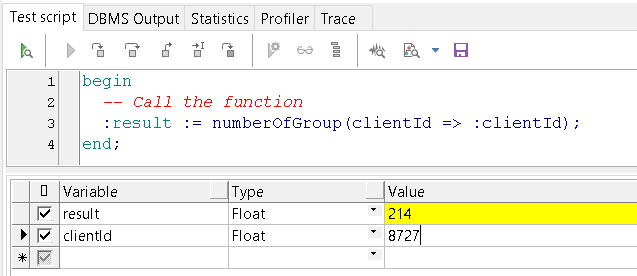 Test script DBMS Output Statistics Profiler Trace
1 begin
2 -- Call the function
3 :result := numberOfGroup(clientId => :clientId);
4 end;
Variable Type Value
result Float 214
clientId Float 8727